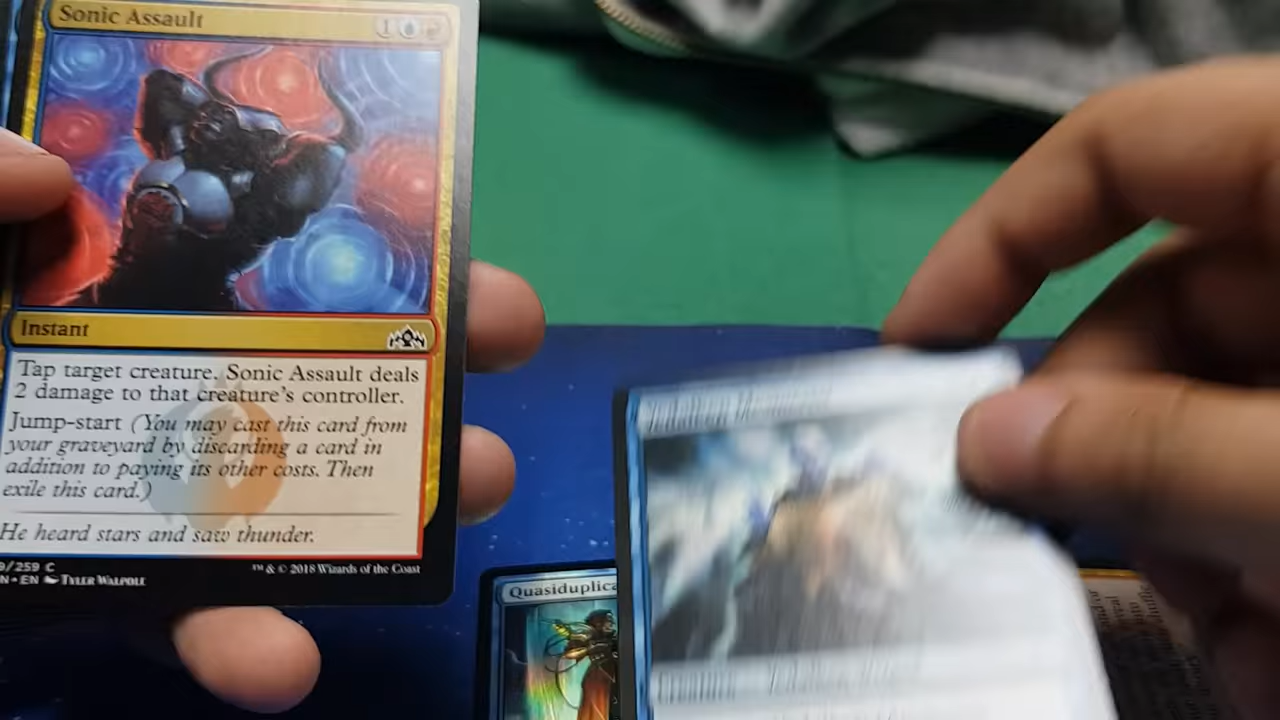 Sonic Assault
1
Instant
Tap target creature. Sonic Assault deals
2 damage to that creature's controller.
Jump-start (You may cast this card from
your graveyard by discarding a card in
addition to paying its other costs. Then
exile this card.)
He heard stars and saw thunder.
/259 C
N • EN Tyler Walpole
™ & © 2018 Wizards of the Coast
Quasiduplica